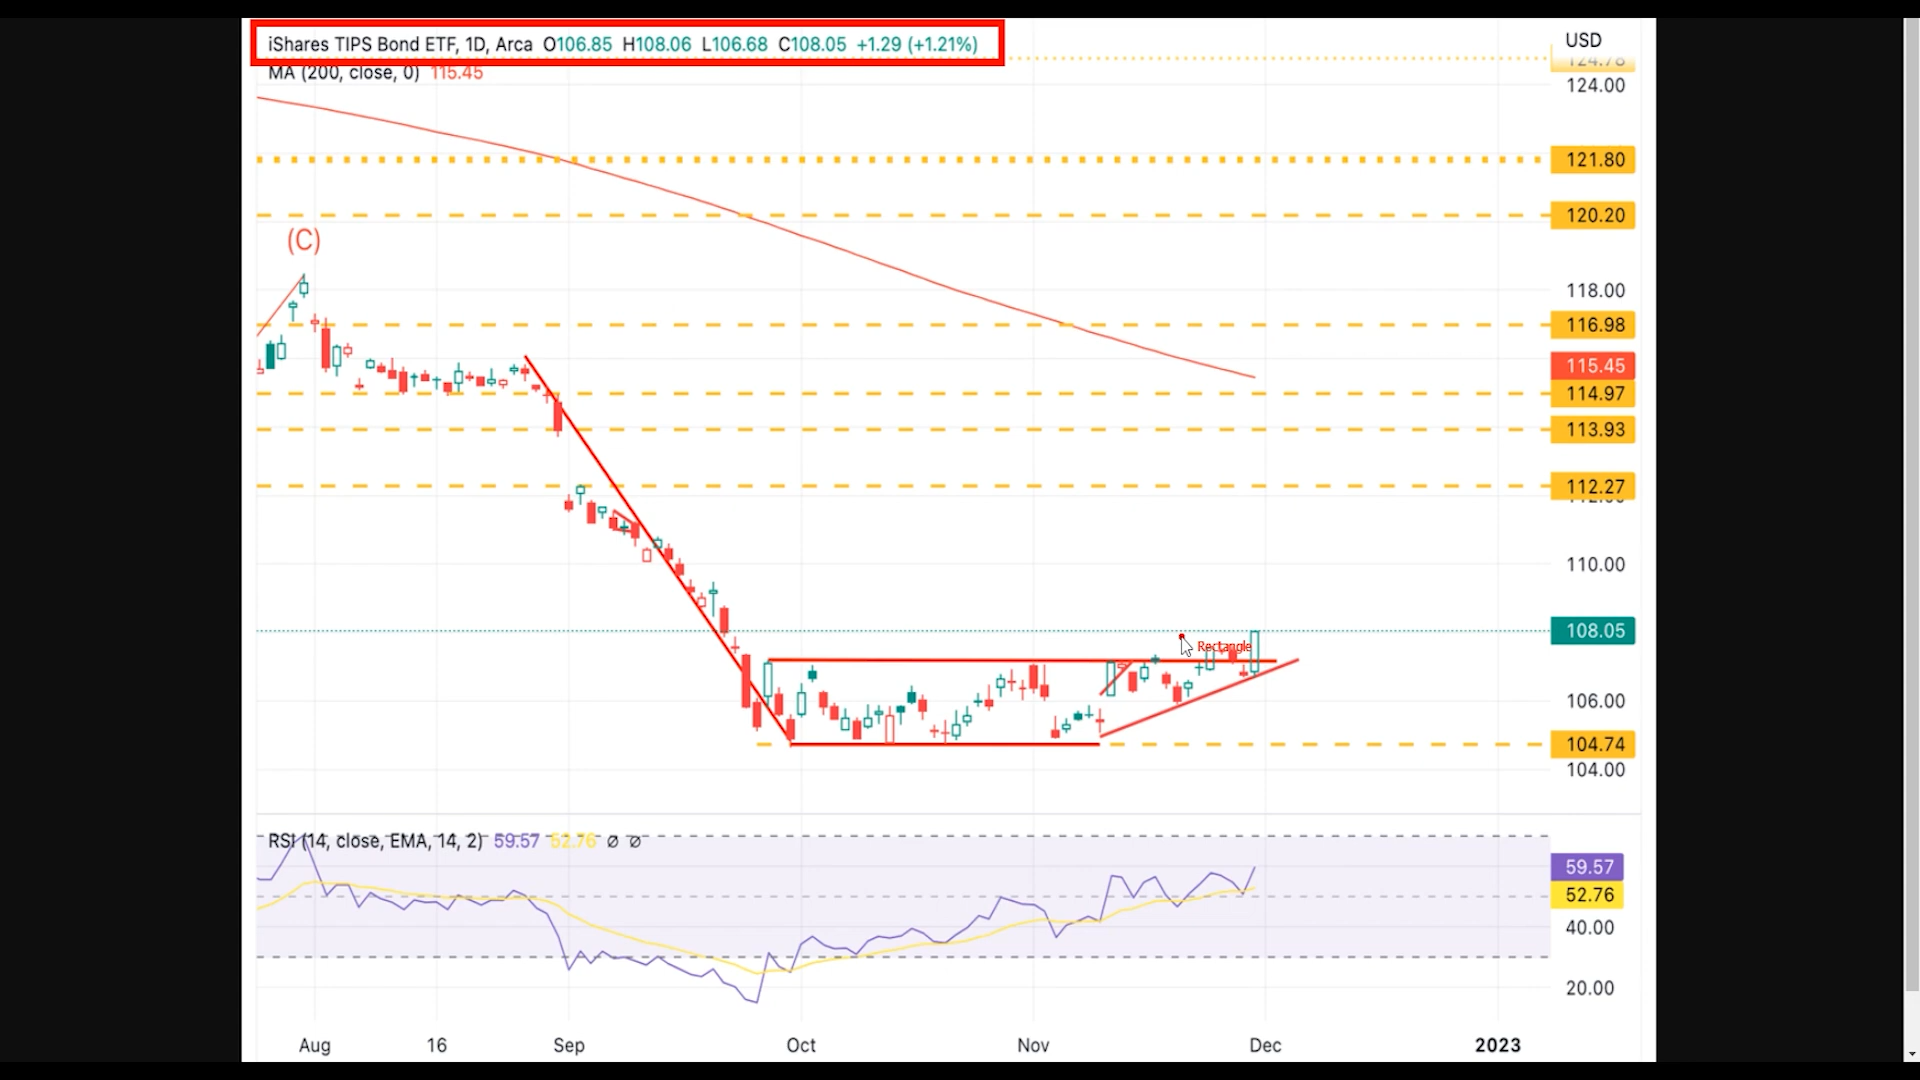 iShares TIPS Bond ETF, 1D, Arca O106.85 H108.06 L106.68 C108.05 +1.29 (+1.21%)
USD
MA (200, close, 0) 115.45
124.78
124.00
121.80
120.20
(C)
118.00
116.98
115.45
114.97
113.93
112.27
110.00
108.05
Rectangle
106.00
104.74
104.00
RSI (14, close, EMA, 14, 2) 59.57 52.76 Ø Ø
59.57
52.76
40.00
20.00
Aug 16 Sep Oct Nov Dec 2023